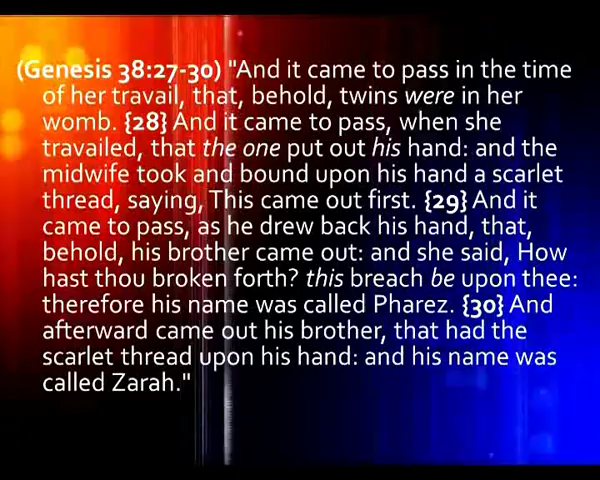 (Genesis 38:27-30) "And it came to pass in the time
of her travail, that, behold, twins were in her
womb. {28} And it came to pass, when she
travailed, that the one put out his hand: and the
midwife took and bound upon his hand a scarlet
thread, saying, This came out first. {29} And it
came to pass, as he drew back his hand, that,
behold, his brother came out: and she said, How
hast thou broken forth? this breach be upon thee:
therefore his name was called Pharez. {30} And
afterward came out his brother, that had the
scarlet thread upon his hand: and his name was
called Zarah."